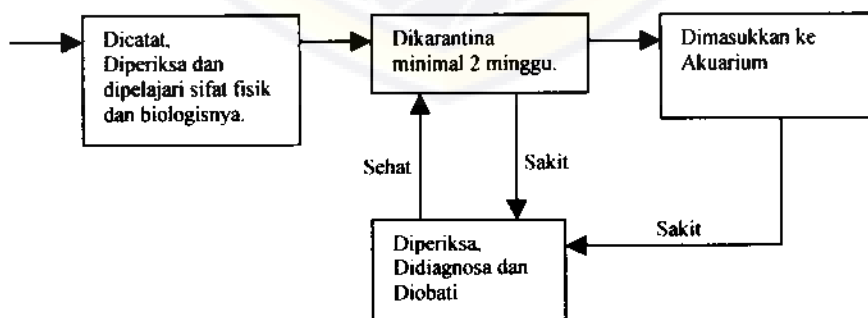 Dicatat,
Diperiksa dan
dipelajari sifat fisik
dan biologisnya.
Dikarantina
minimal 2 minggu.
Dimasukkan ke
Akuarium
Sehat
Sakit
Sakit
Diperiksa,
Didiagnosa dan
Diobati